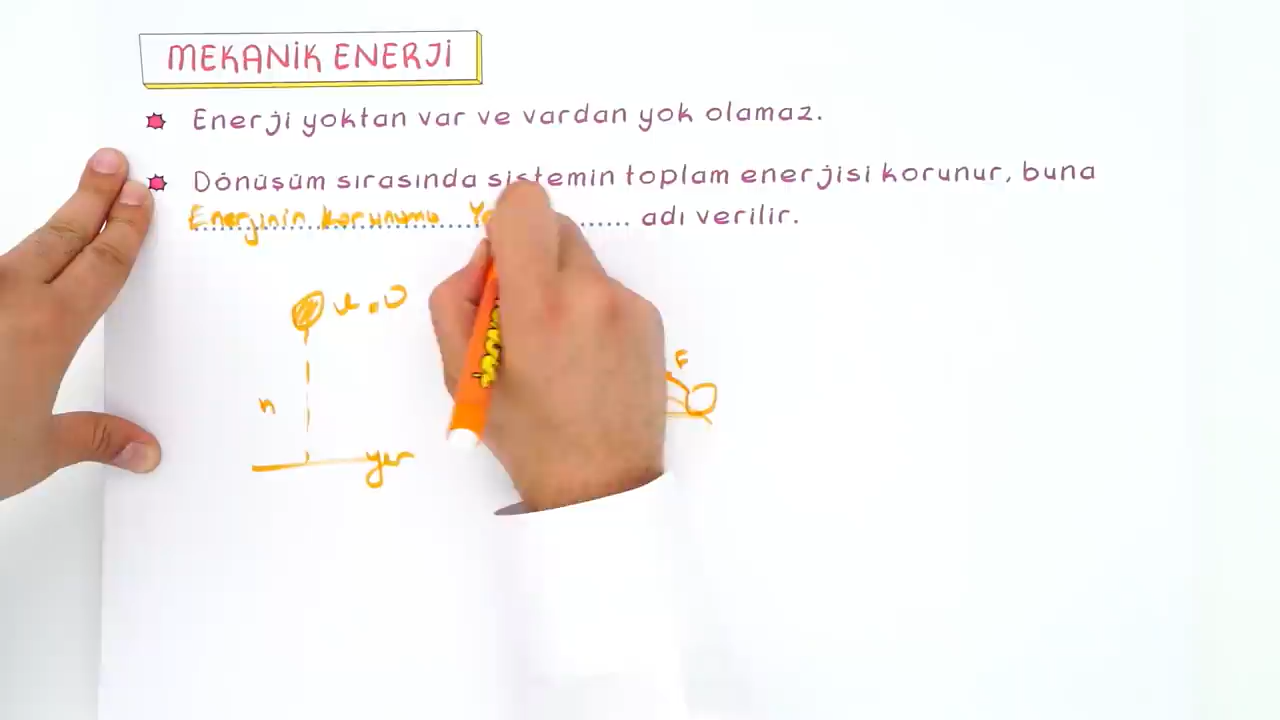 MEKANİK ENERJİ
Enerji yoktan var ve vardan yok olamaz.
Dönüşüm sırasında sistemin toplam enerjisi korunur, buna
Enerjinin Korunumu ................ adı verilir.
h
yer
F